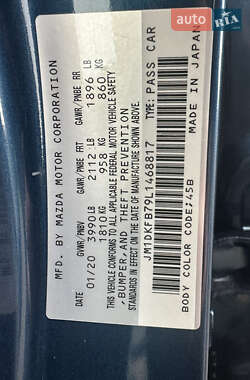 RIA.com
MFD. BY MAZDA MOTOR CORPORATION
GVWR/PNBV GAWR/PNBE GAWR/PNBE RR
01/20 3990 LB 2112 LB 1896 LB
1810 KG 958 KG 860 KG
THIS VEHICLE CONFORMS TO ALL APPLICABLE FEDERAL MOTOR VEHICLE SAFETY
,BUMPER, AND THEFT PREVENTION,
STANDARDS IN EFFECT ON THE DATE OF MANUFACTURE SHOWN ABOVE.
JM1DKFB79L1468817 TYPE: PASS CAR
BODY COLOR CODE:45B MADE IN JAPAN